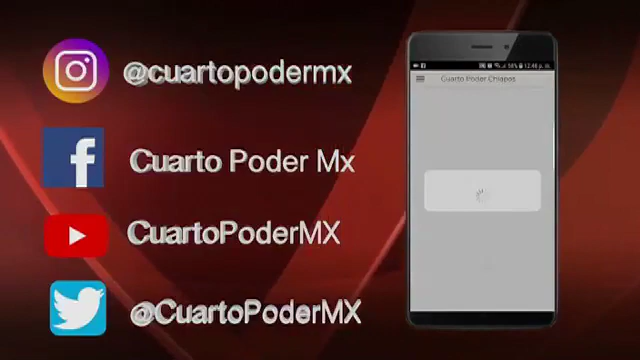 @cuartopodermx
Cuarto Poder Mx
CuartoPoderMX
@CuartoPoderMX
Cuarto Poder Chiapas